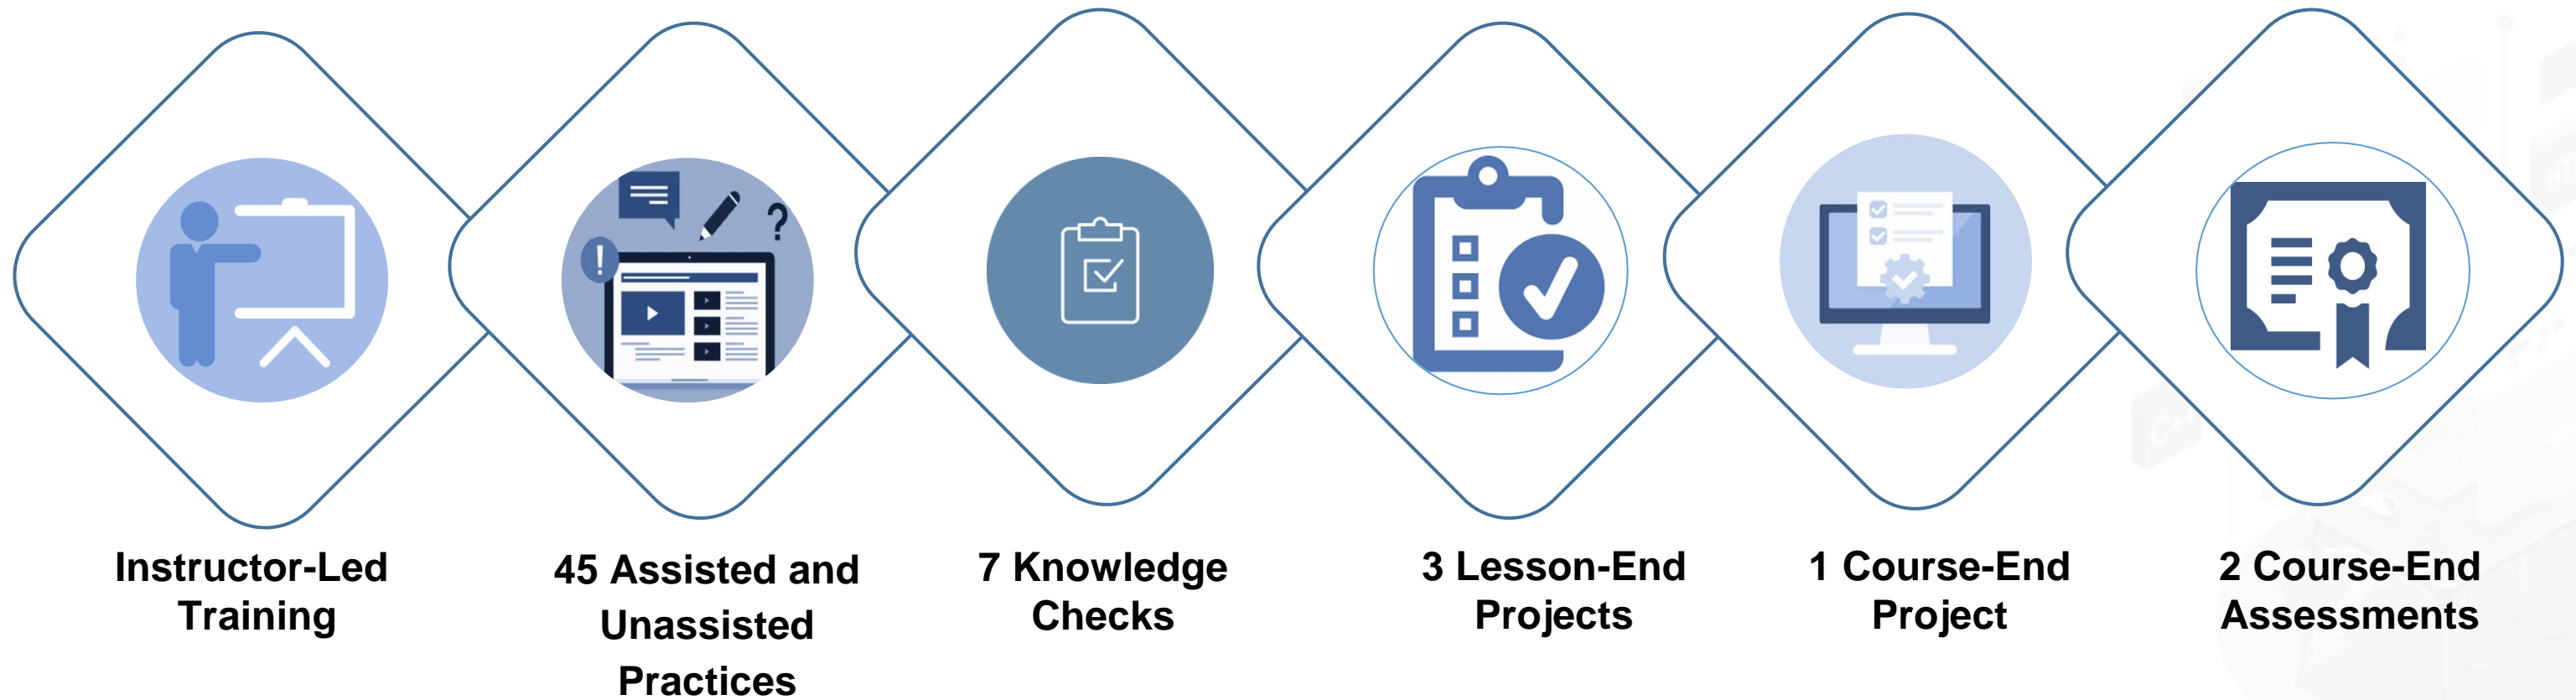 Instructor-Led
Training
45 Assisted and
Unassisted
Practices
7 Knowledge
Checks
3 Lesson-End
Projects
1 Course-End
Project
2 Course-End
Assessments
C++